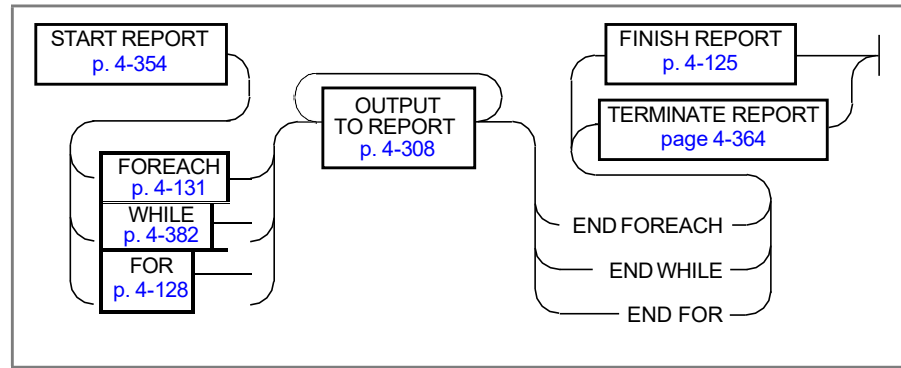 START REPORT
p. 4-354
FOREACH
p. 4-131
WHILE
p. 4-382
FOR
p. 4-128
OUTPUT
TO REPORT
p. 4-308
FINISH REPORT
p. 4-125
TERMINATE REPORT
page 4-364
END FOREACH
END WHILE
END FOR